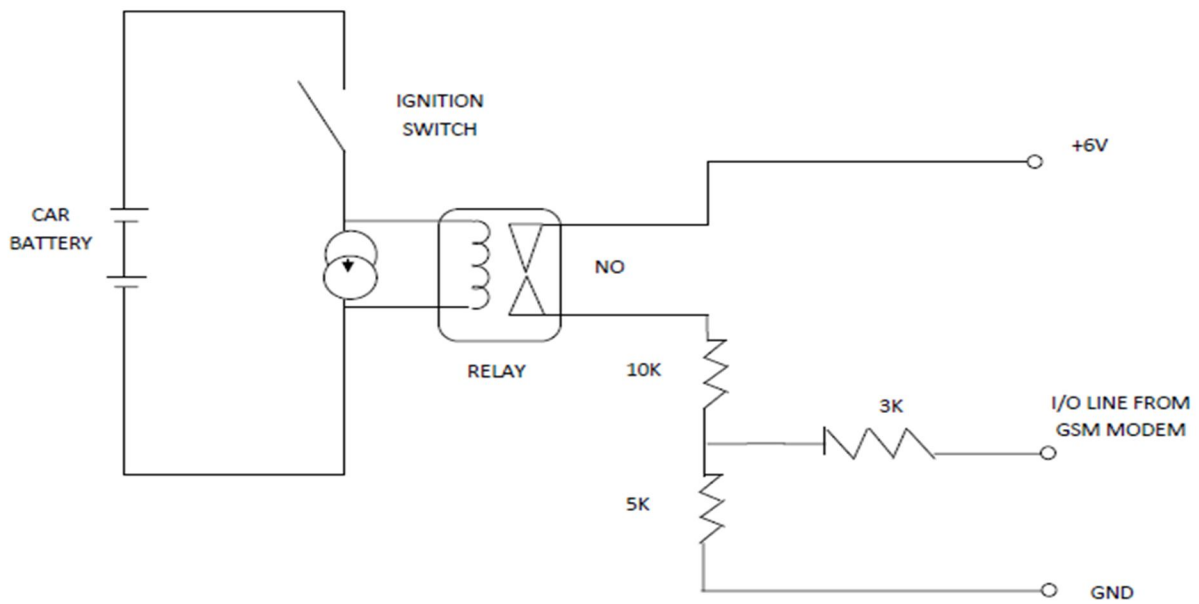 IGNITION
SWITCH
+6V
CAR
BATTERY
NO
RELAY
10K
3K
I/O LINE FROM
GSM MODEM
5K
GND